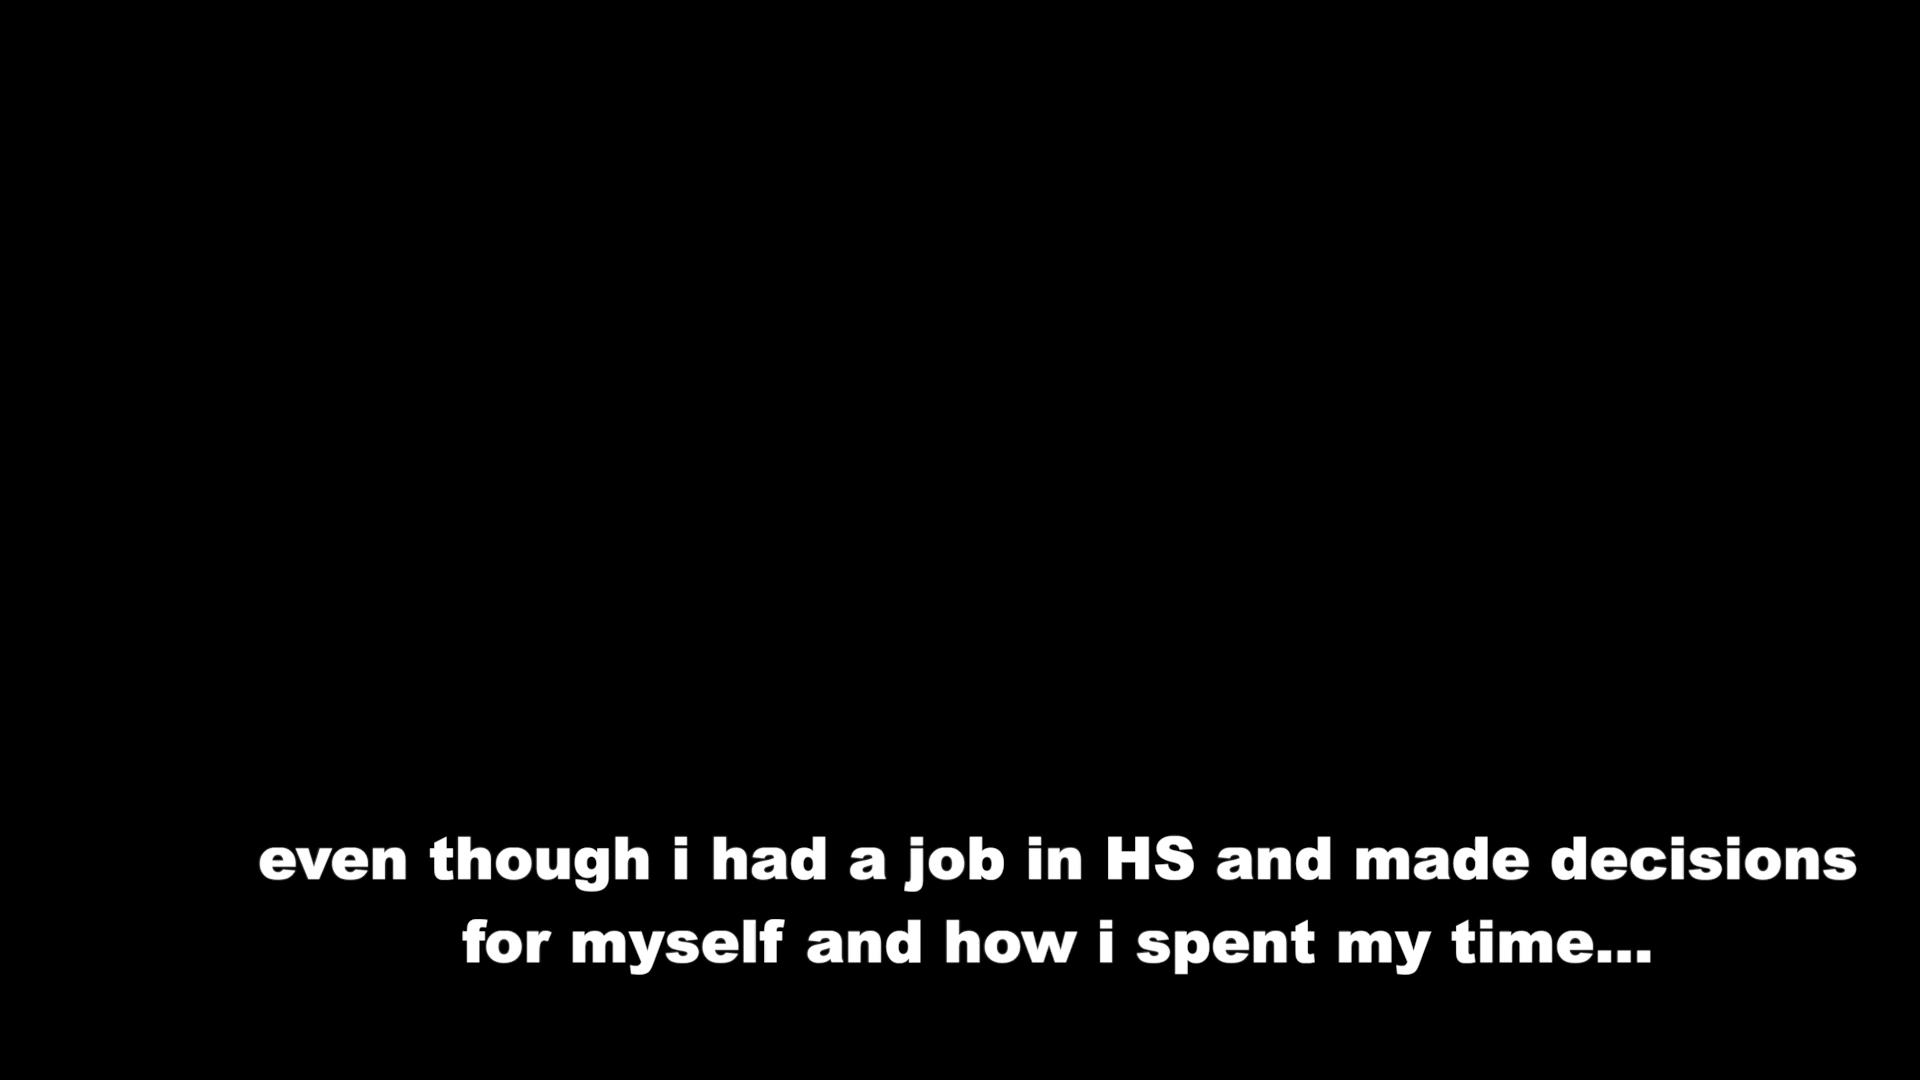 even though i had a job in HS and made decisions
for myself and how i spent my time...